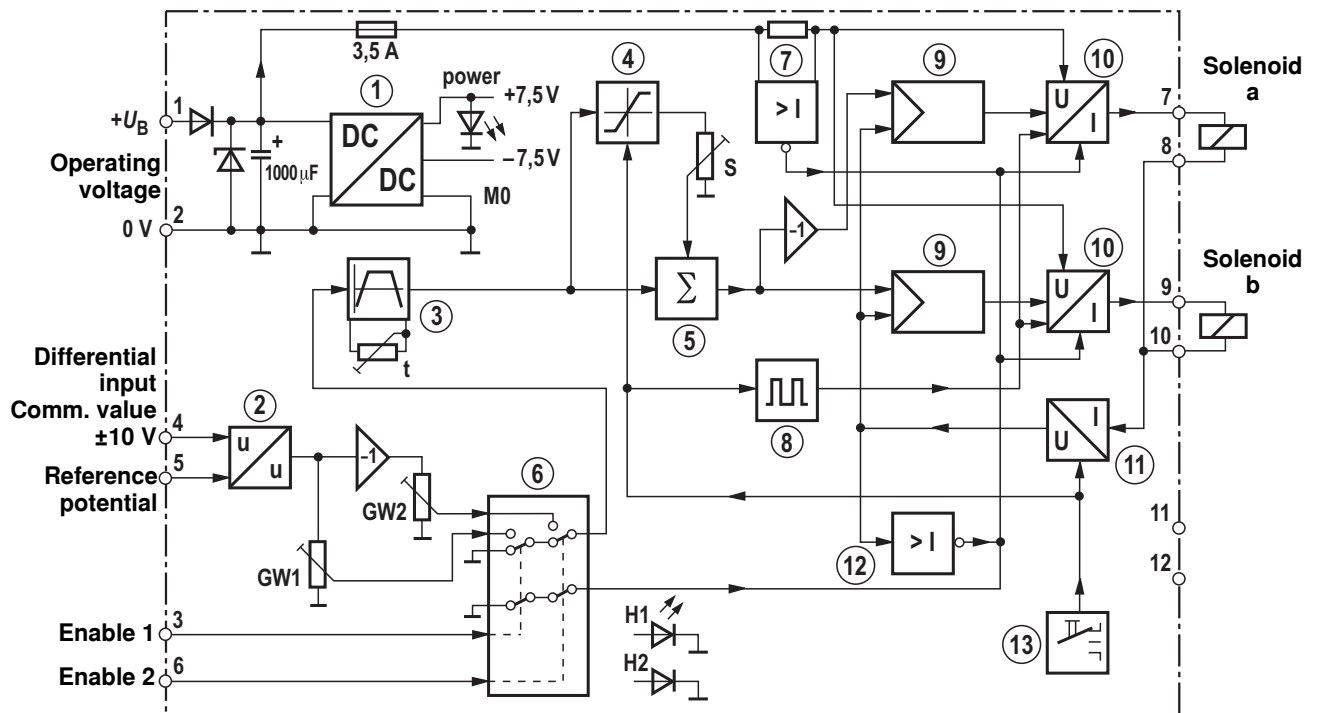 3,5 A
7
4
9
10
Solenoid
a
1
power
+7,5 V
+U_B
1
DC
DC
> I
U
I
7
8
Operating
voltage
+
1000 µF
–7,5 V
M0
S
0 V
2
–1
Solenoid
b
9
10
3
t
Σ
5
U
I
9
10
Differential
input
Comm. value
±10 V
4
2
u
u
8
I
U
11
Reference
potential
5
–1
GW2
6
11
GW1
12
> I
12
Enable 1
3
H1
13
Enable 2
6
H2